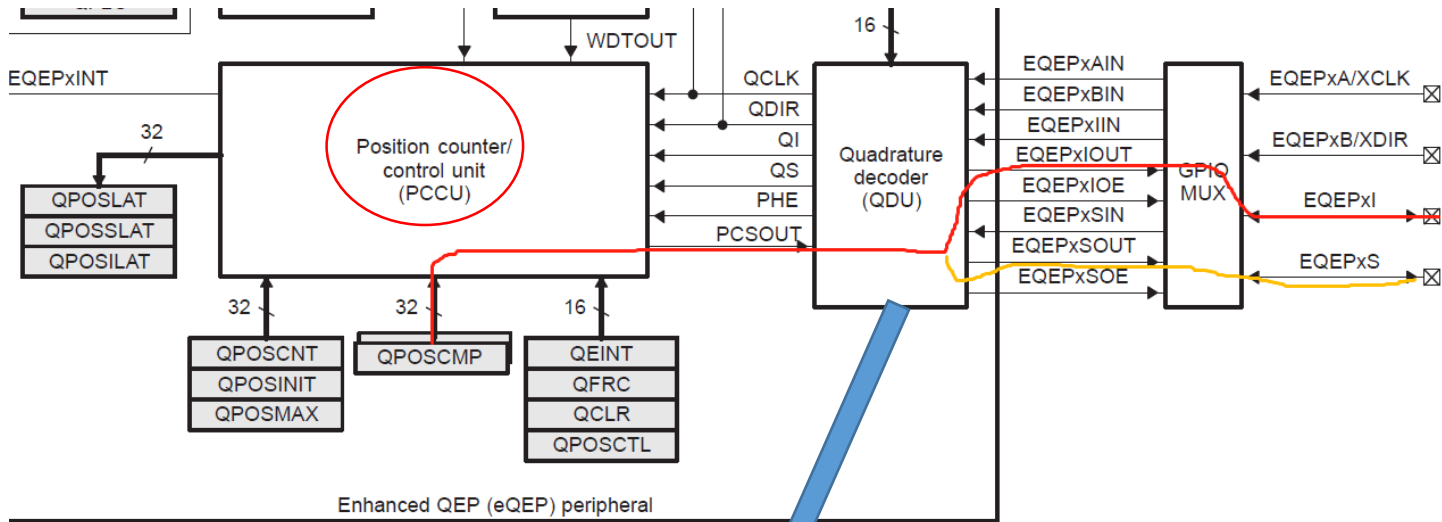 WDTOUT
16
EQEPxINT
32
QPOSLAT
QPOSSLAT
QPOSILAT
Position counter/
control unit
(PCCU)
QCLK
QDIR
QI
QS
PHE
PCSOUT
Quadrature
decoder
(QDU)
EQEPxAIN
EQEPxBIN
EQEPxIIN
EQEPxIOUT
EQEPxIOE
EQEPxSIN
EQEPxSOUT
EQEPxSOE
GPIO
MUX
EQEPxA/XCLK
EQEPxB/XDIR
EQEPxI
EQEPxS
32
QPOSCNT
QPOSINIT
QPOSMAX
32
QPOSCMP
16
QEINT
QFRC
QCLR
QPOSCTL
Enhanced QEP (eQEP) peripheral